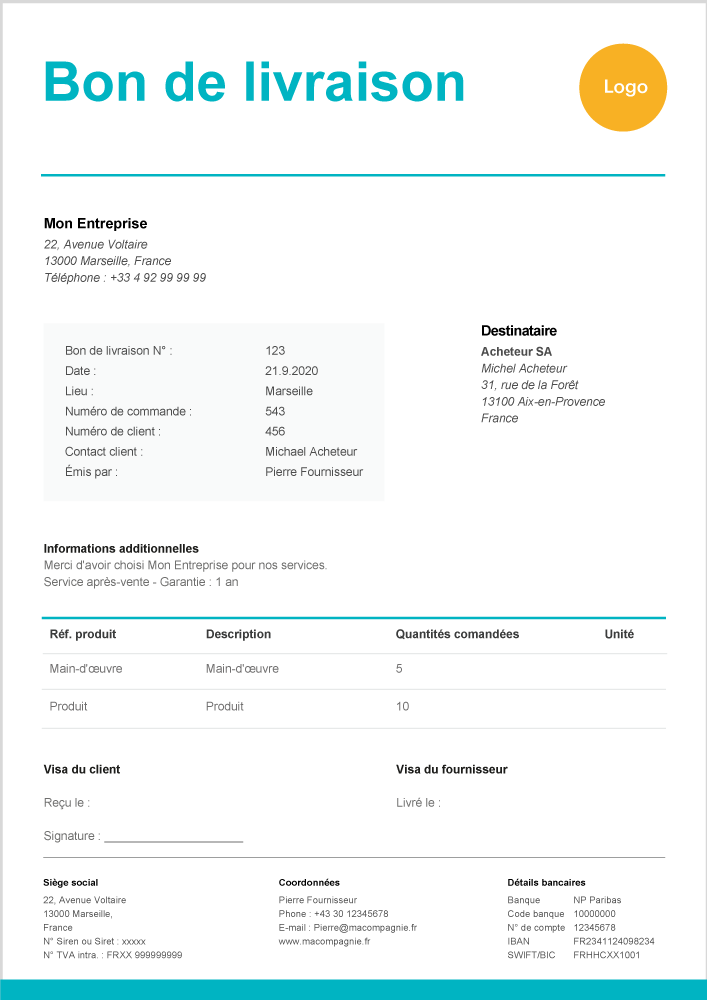 Bon de livraison
Logo
Mon Entreprise
22, Avenue Voltaire
13000 Marseille, France
Téléphone : +33 4 92 99 99 99
Bon de livraison N° : 123
Date : 21.9.2020
Lieu : Marseille
Numéro de commande : 543
Numéro de client : 456
Contact client : Michael Acheteur
Émis par : Pierre Fournisseur
Destinataire
Acheteur SA
Michel Acheteur
31, rue de la Forêt
13100 Aix-en-Provence
France
Informations additionnelles
Merci d'avoir choisi Mon Entreprise pour nos services.
Service après-vente - Garantie : 1 an
Réf. produit Description Quantités comandées Unité
Main-d'œuvre Main-d'œuvre 5
Produit Produit 10
Visa du client
Reçu le :
Signature :
Visa du fournisseur
Livré le :
Siège social
22, Avenue Voltaire
13000 Marseille,
France
N° Siren ou Siret : xxxxx
N° TVA intra. : FRXX 999999999
Coordonnées
Pierre Fournisseur
Phone : +43 30 12345678
E-mail : Pierre@macompagnie.fr
www.macompagnie.fr
Détails bancaires
Banque NP Paribas
Code banque 10000000
N° de compte 12345678
IBAN FR2341124098234
SWIFT/BIC FRHHCXX1001